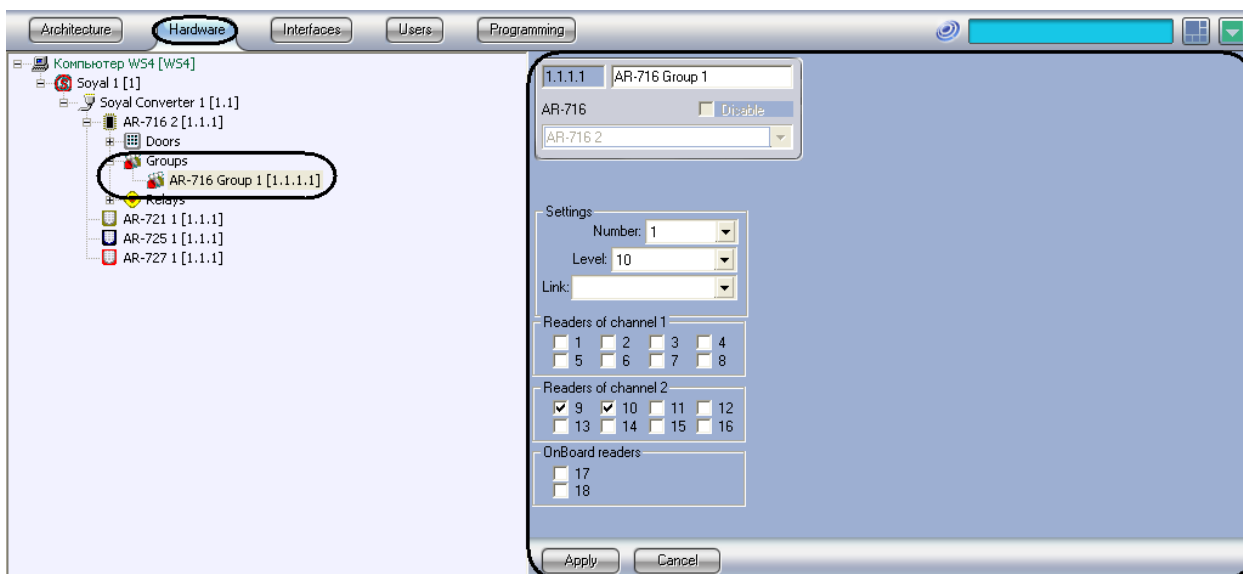 Architecture Hardware Interfaces Users Programming
Компьютер WS4 [WS4]
Soyal 1 [1]
Soyal Converter 1 [1.1]
AR-716 2 [1.1.1]
Doors
Groups
AR-716 Group 1 [1.1.1.1]
Relays
AR-721 1 [1.1.1]
AR-725 1 [1.1.1]
AR-727 1 [1.1.1]
1.1.1.1 AR-716 Group 1
AR-716 Disable
AR-716 2
Settings
Number: 1
Level: 10
Link:
Readers of channel 1
1 2 3 4
5 6 7 8
Readers of channel 2
9 10 11 12
13 14 15 16
OnBoard readers
17
18
Apply Cancel